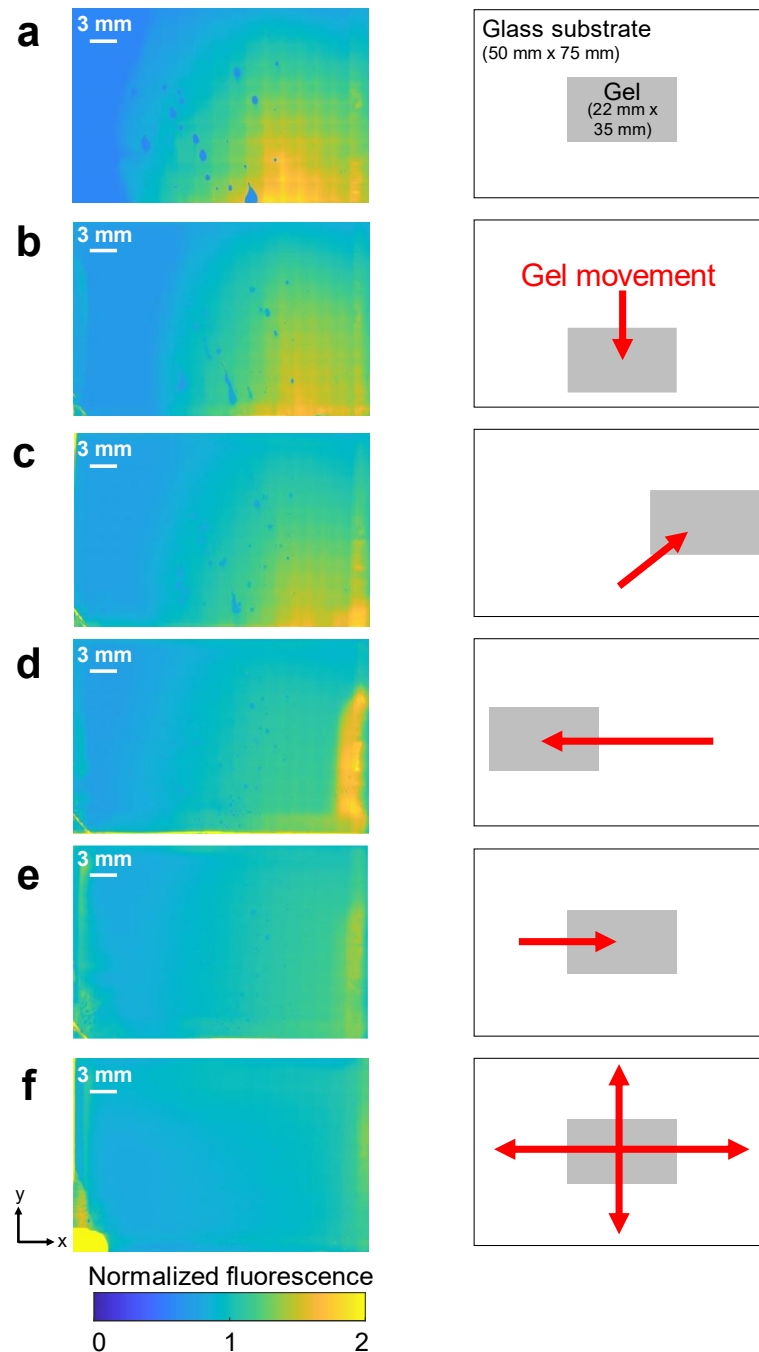 a
3 mm
Glass substrate
(50 mm x 75 mm)
Gel
(22 mm x
35 mm)
b
3 mm
Gel movement
c
3 mm
d
3 mm
e
3 mm
f
3 mm
y
x
Normalized fluorescence
0 1 2